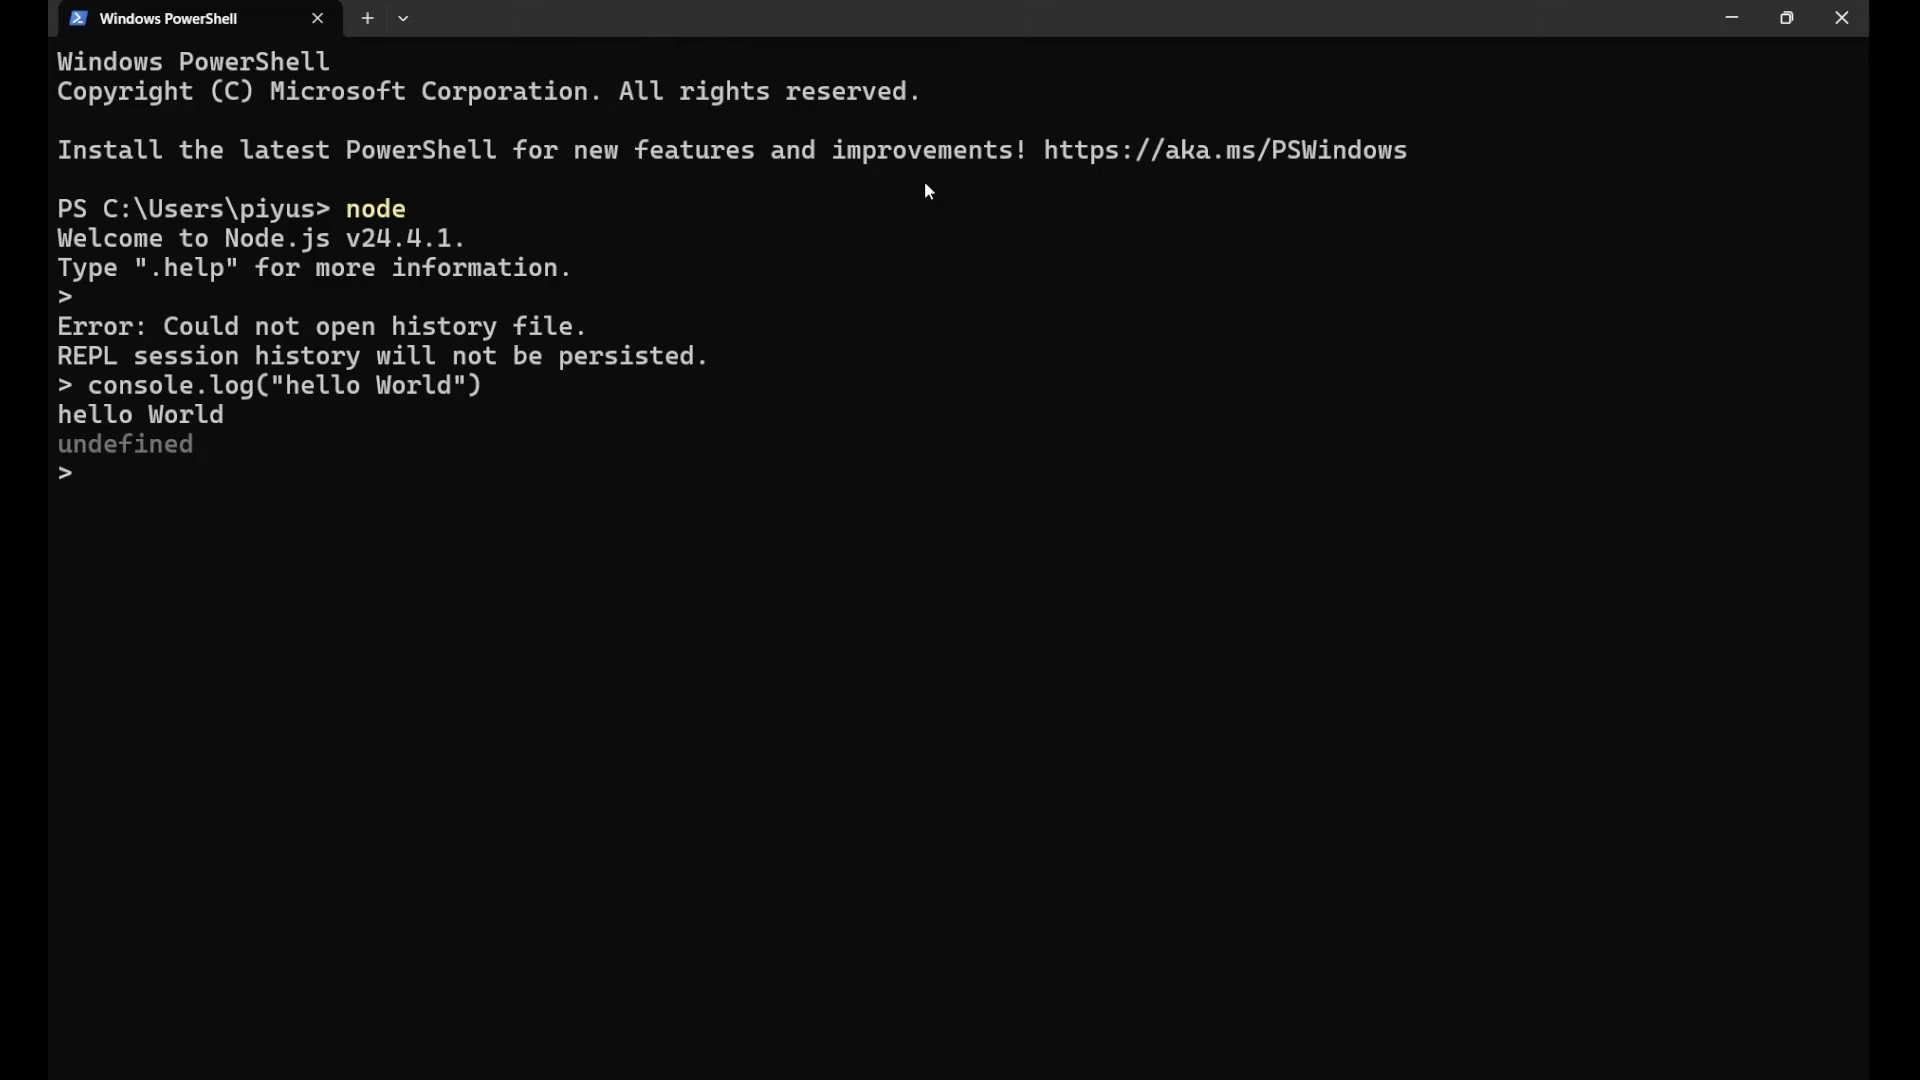 Windows PowerShell
Windows PowerShell
Copyright (C) Microsoft Corporation. All rights reserved.
Install the latest PowerShell for new features and improvements! https://aka.ms/PSWindows
PS C:\Users\piyus> node
Welcome to Node.js v24.4.1.
Type ".help" for more information.
>
Error: Could not open history file.
REPL session history will not be persisted.
> console.log("hello World")
hello World
undefined
>